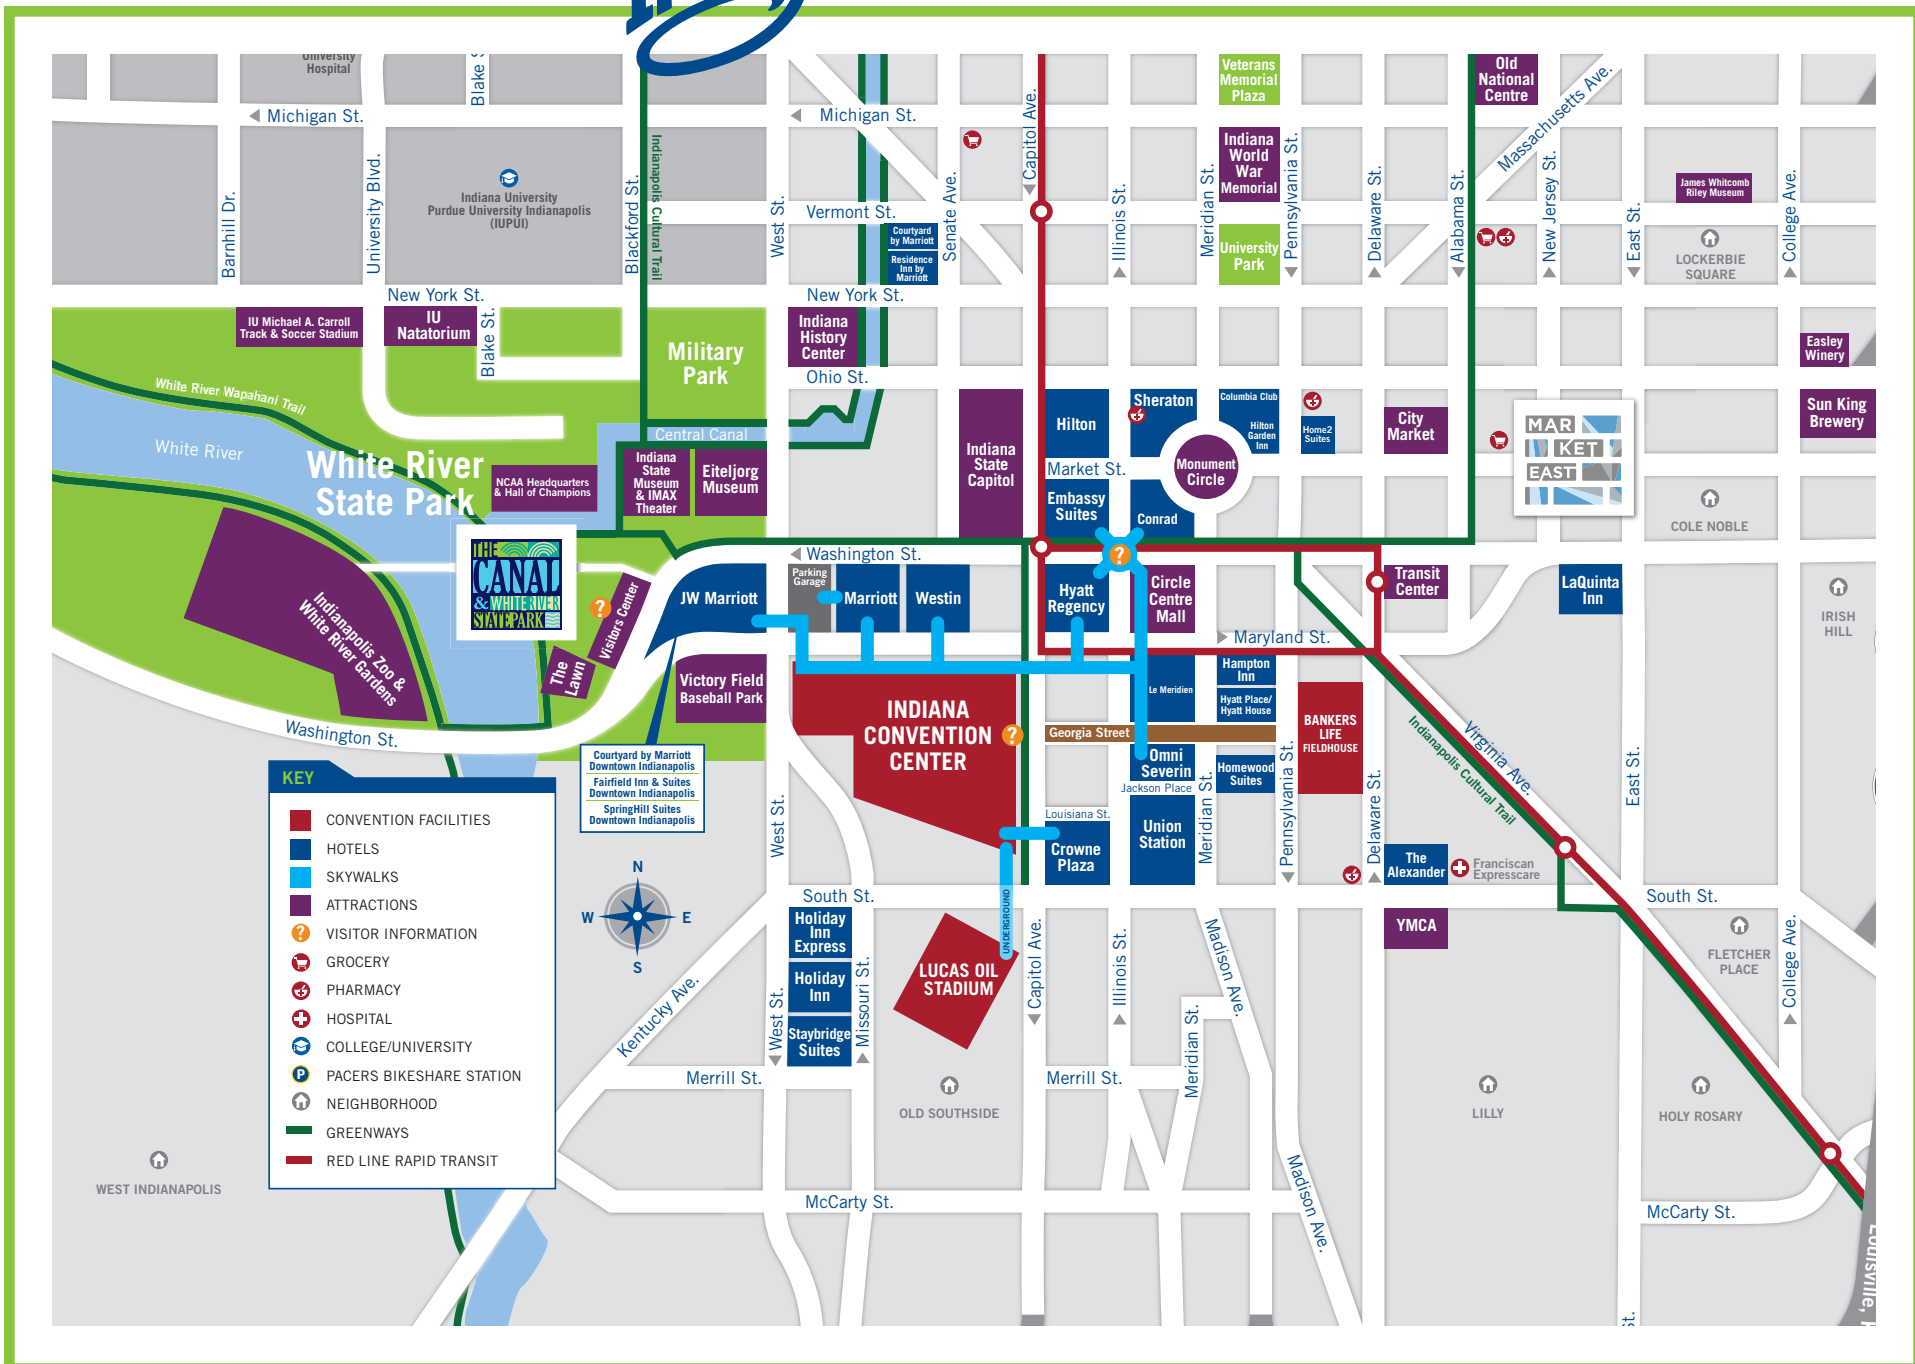 University
Hospital
Blake S
Michigan St.
Michigan St.
Capitol Ave.
Veterans
Memorial
Plaza
Old
National
Centre
Massachusetts Ave.
Indiana University
Purdue University Indianapolis
(IUPUI)
Barnhill Dr.
University Blvd.
Blackford St.
Indianapolis Cultural Trail
West St.
Vermont St.
Courtyard
by Marriott
Residence
Inn by
Marriott
Senate Ave.
Illinois St.
Meridian St.
Indiana
World
War
Memorial
University
Park
Pennsylvania St.
Delaware St.
Alabama St.
New Jersey St.
East St.
James Whitcomb
Riley Museum
LOCKERBIE
SQUARE
College Ave.
New York St.
New York St.
IU Michael A. Carroll
Track & Soccer Stadium
IU
Natatorium
Blake St.
Military
Park
Indiana
History
Center
Ohio St.
Easley
Winery
Sun King
Brewery
White River Wapahani Trail
White River
White River
State Park
Central Canal
NCAA Headquarters
& Hall of Champions
Indiana
State
Museum
& IMAX
Theater
Eiteljorg
Museum
Indiana
State
Capitol
Hilton
Sheraton
Columbia Club
Hilton
Garden
Inn
Home2
Suites
City
Market
MAR
KET
EAST
Market St.
Monument
Circle
Embassy
Suites
Conrad
COLE NOBLE
THE
CANAL
& WHITE RIVER
STATE PARK
Washington St.
Parking
Garage
JW Marriott
Marriott
Westin
Hyatt
Regency
Circle
Centre
Mall
Transit
Center
LaQuinta
Inn
IRISH
HILL
Indianapolis Zoo &
White River Gardens
Visitors Center
The
Lawn
Maryland St.
Victory Field
Baseball Park
Hampton
Inn
Le Meridien
Hyatt Place/
Hyatt House
INDIANA
CONVENTION
CENTER
Georgia Street
BANKERS
LIFE
FIELDHOUSE
Washington St.
Virginia Ave.
Indianapolis Cultural Trail
Courtyard by Marriott
Downtown Indianapolis
Fairfield Inn & Suites
Downtown Indianapolis
SpringHill Suites
Downtown Indianapolis
Omni
Severin
Homewood
Suites
Jackson Place
Louisiana St.
Crowne
Plaza
Union
Station
West St.
Meridian St.
Pennsylvania St.
Delaware St.
East St.
The
Alexander
Franciscan
Expresscare
KEY
CONVENTION FACILITIES
HOTELS
SKYWALKS
ATTRACTIONS
VISITOR INFORMATION
GROCERY
PHARMACY
HOSPITAL
COLLEGE/UNIVERSITY
P
PACERS BIKESHARE STATION
NEIGHBORHOOD
GREENWAYS
RED LINE RAPID TRANSIT
N
W
E
S
South St.
UNDERGROUND
South St.
Holiday
Inn
Express
Holiday
Inn
Staybridge
Suites
LUCAS OIL
STADIUM
YMCA
FLETCHER
PLACE
Kentucky Ave.
West St.
Missouri St.
Capitol Ave.
Illinois St.
Madison Ave.
Meridian St.
College Ave.
Merrill St.
Merrill St.
OLD SOUTHSIDE
LILLY
HOLY ROSARY
WEST INDIANAPOLIS
McCarty St.
Madison Ave.
McCarty St.
Louisville,
st.